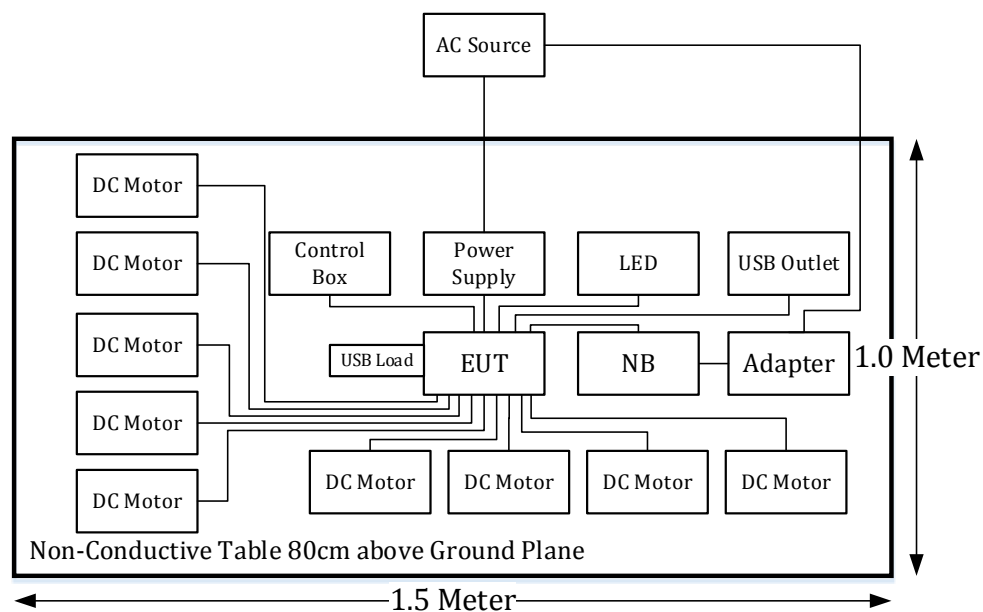 AC Source
DC Motor
DC Motor
Control
Box
Power
Supply
LED
USB Outlet
DC Motor
USB Load
EUT
NB
Adapter
1.0 Meter
DC Motor
DC Motor
DC Motor
DC Motor
DC Motor
DC Motor
Non-Conductive Table 80cm above Ground Plane
1.5 Meter